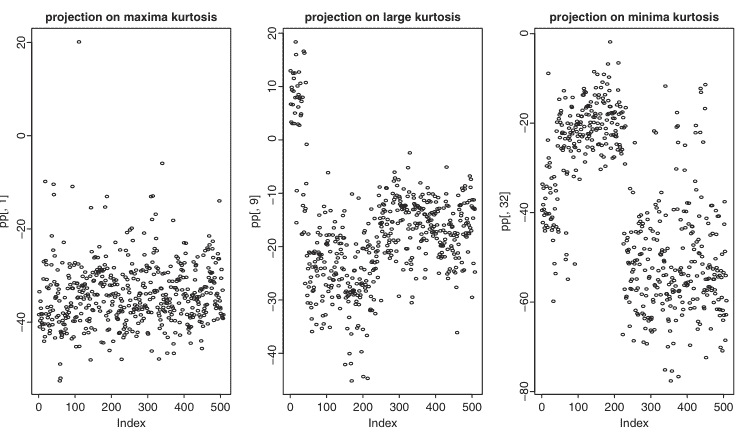 projection on maxima kurtosis
pp[, 1]
20
0
−20
−40
0 100 200 300 400 500
Index
projection on large kurtosis
pp[, 9]
20
10
0
−10
−20
−30
−40
0 100 200 300 400 500
Index
projection on minima kurtosis
pp[, 32]
0
−20
−40
−60
−80
0 100 200 300 400 500
Index